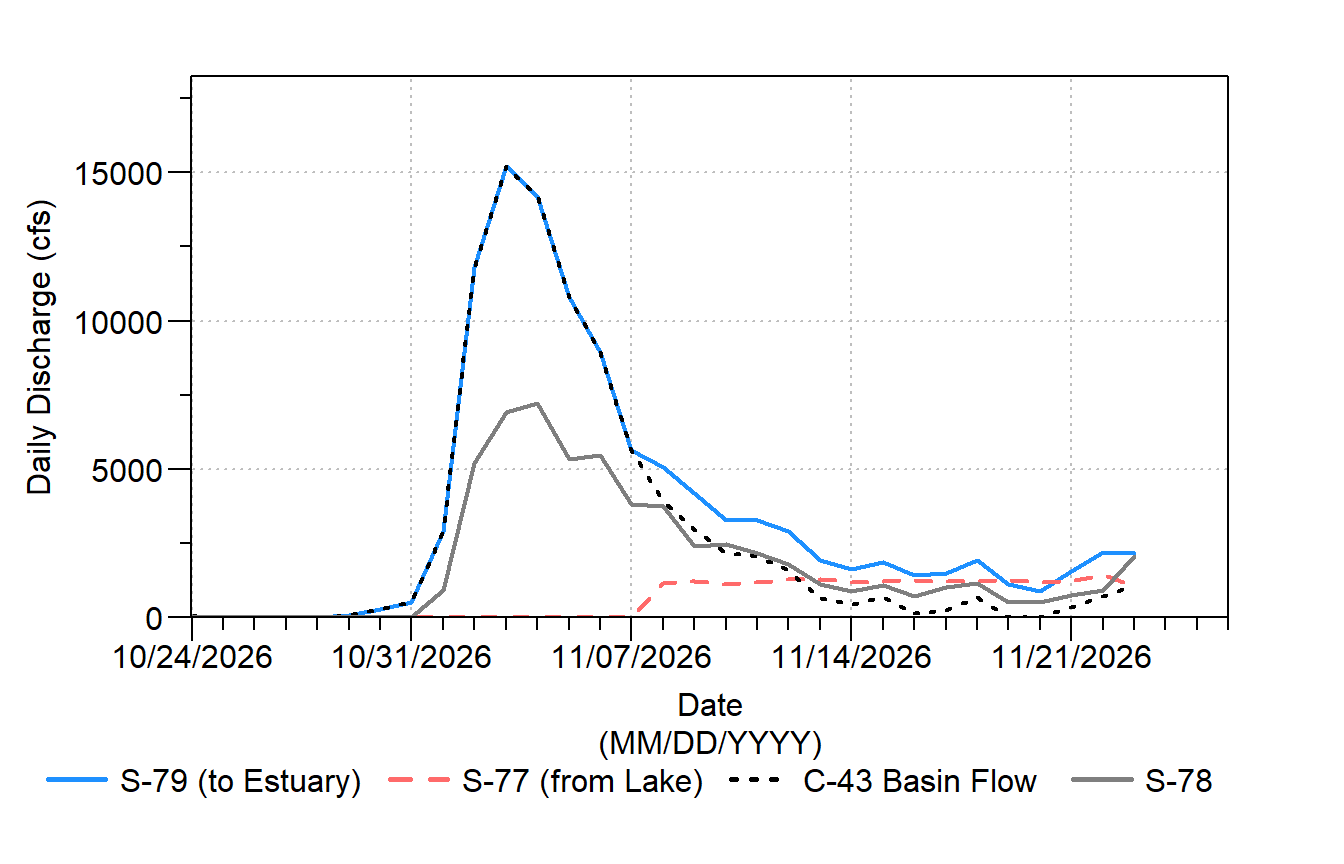 15000
10000
5000
0
Daily Discharge (cfs)
10/24/2026 10/31/2026 11/07/2026 11/14/2026 11/21/2026
Date
(MM/DD/YYYY)
S-79 (to Estuary) S-77 (from Lake) C-43 Basin Flow S-78